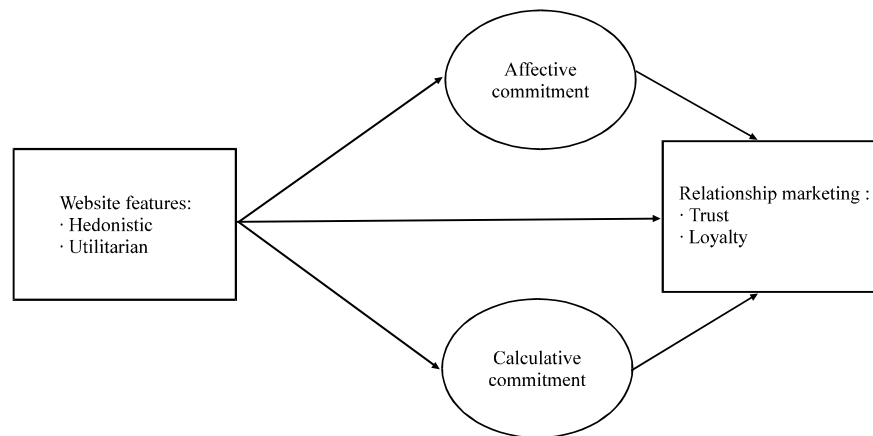 Affective
commitment
Website features:
· Hedonistic
· Utilitarian
Relationship marketing :
· Trust
· Loyalty
Calculative
commitment